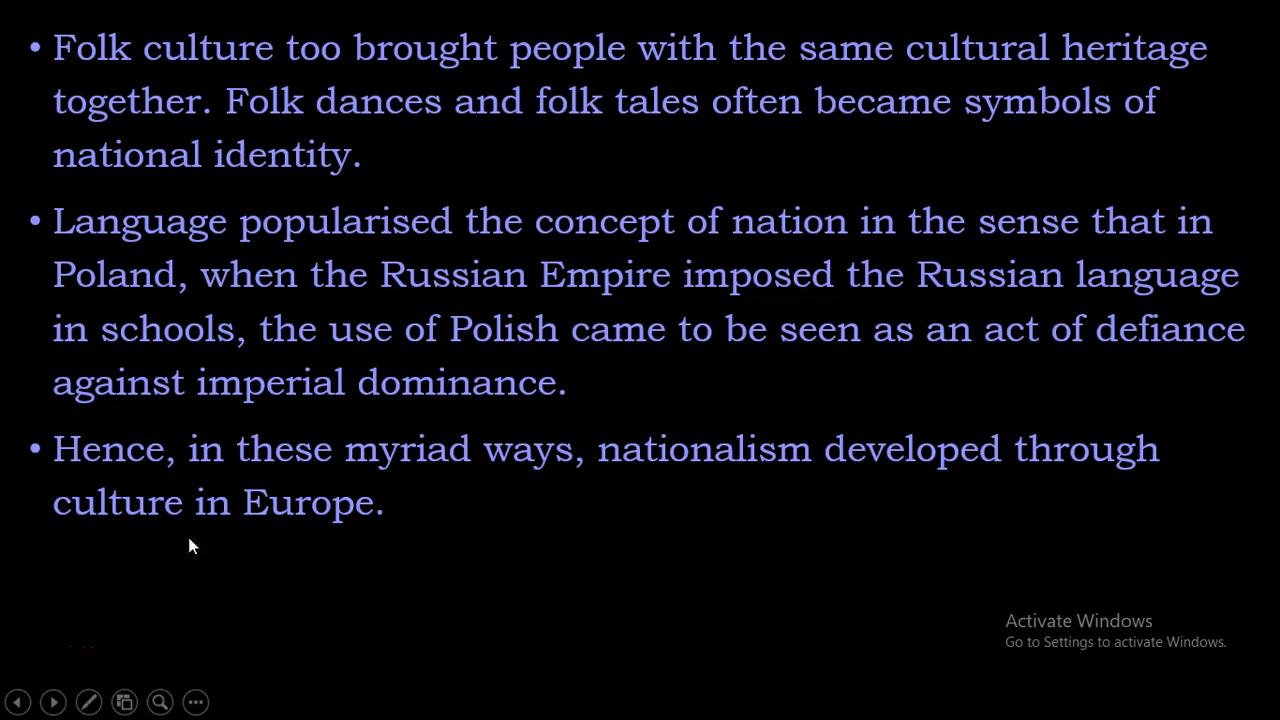 • Folk culture too brought people with the same cultural heritage
together. Folk dances and folk tales often became symbols of
national identity.
• Language popularised the concept of nation in the sense that in
Poland, when the Russian Empire imposed the Russian language
in schools, the use of Polish came to be seen as an act of defiance
against imperial dominance.
• Hence, in these myriad ways, nationalism developed through
culture in Europe.
Activate Windows
Go to Settings to activate Windows.